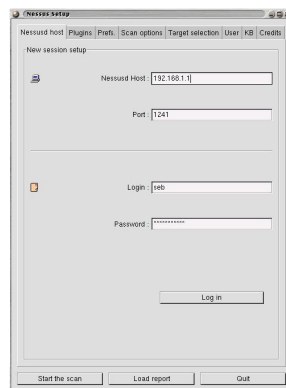 Nessus Setup
Nessusd host Plugins Prefs. Scan options Target selection User KB Credits
New session setup
Nessusd Host : 192.168.1.1
Port : 1241
Login : seb
Password : ***********
Log in
Start the scan Load report Quit